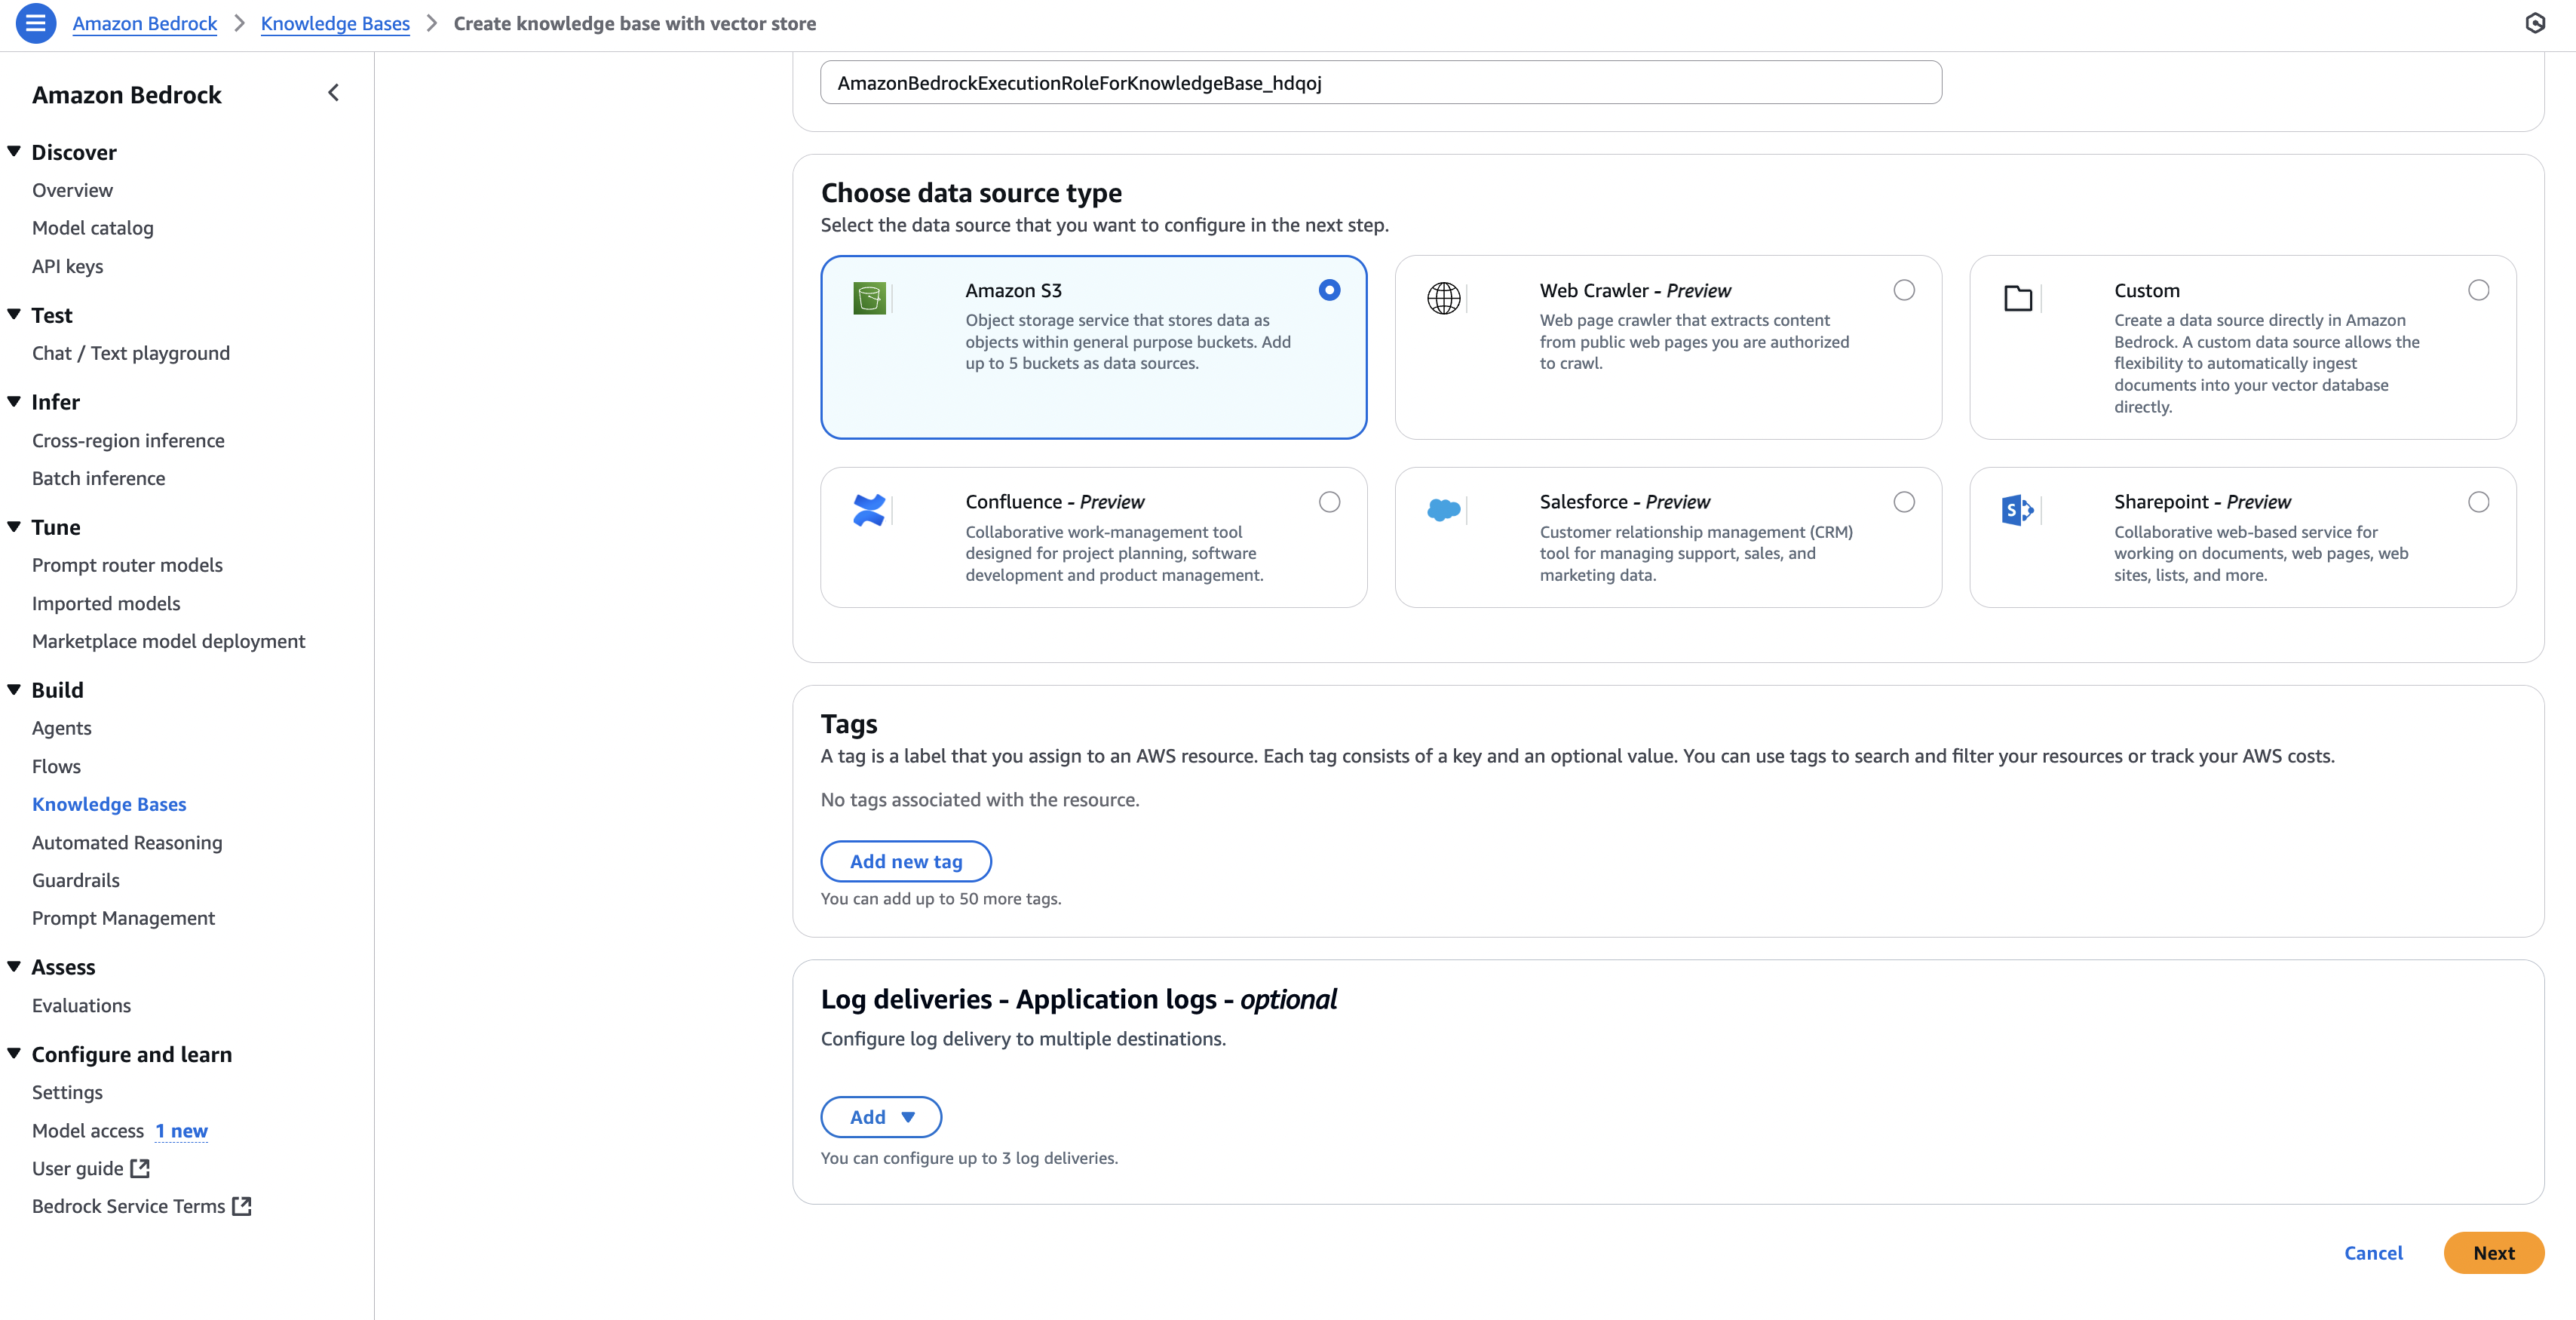 Amazon Bedrock > Knowledge Bases > Create knowledge base with vector store
Amazon Bedrock
Discover
Overview
Model catalog
API keys
Test
Chat / Text playground
Infer
Cross-region inference
Batch inference
Tune
Prompt router models
Imported models
Marketplace model deployment
Build
Agents
Flows
Knowledge Bases
Automated Reasoning
Guardrails
Prompt Management
Assess
Evaluations
Configure and learn
Settings
Model access 1 new
User guide
Bedrock Service Terms
AmazonBedrockExecutionRoleForKnowledgeBase_hdqoj
Choose data source type
Select the data source that you want to configure in the next step.
Amazon S3
Object storage service that stores data as
objects within general purpose buckets. Add
up to 5 buckets as data sources.
Web Crawler - Preview
Web page crawler that extracts content
from public web pages you are authorized
to crawl.
Custom
Create a data source directly in Amazon
Bedrock. A custom data source allows the
flexibility to automatically ingest
documents into your vector database
directly.
Confluence - Preview
Collaborative work-management tool
designed for project planning, software
development and product management.
Salesforce - Preview
Customer relationship management (CRM)
tool for managing support, sales, and
marketing data.
Sharepoint - Preview
Collaborative web-based service for
working on documents, web pages, web
sites, lists, and more.
Tags
A tag is a label that you assign to an AWS resource. Each tag consists of a key and an optional value. You can use tags to search and filter your resources or track your AWS costs.
No tags associated with the resource.
Add new tag
You can add up to 50 more tags.
Log deliveries - Application logs - optional
Configure log delivery to multiple destinations.
Add
You can configure up to 3 log deliveries.
Cancel
Next